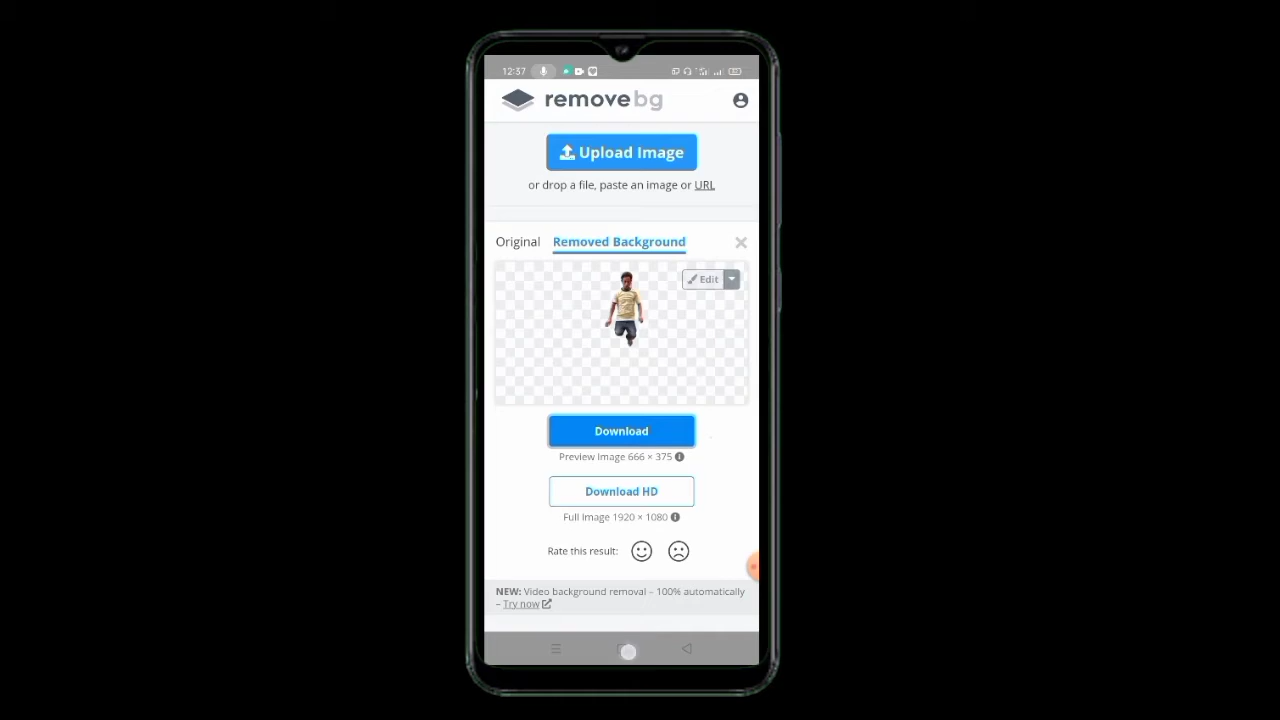 12:37
removebg
Upload Image
or drop a file, paste an image or URL
Original Removed Background
Edit
Download
Preview Image 666 × 375
Download HD
Full Image 1920 × 1080
Rate this result:
NEW: Video background removal – 100% automatically
– Try now